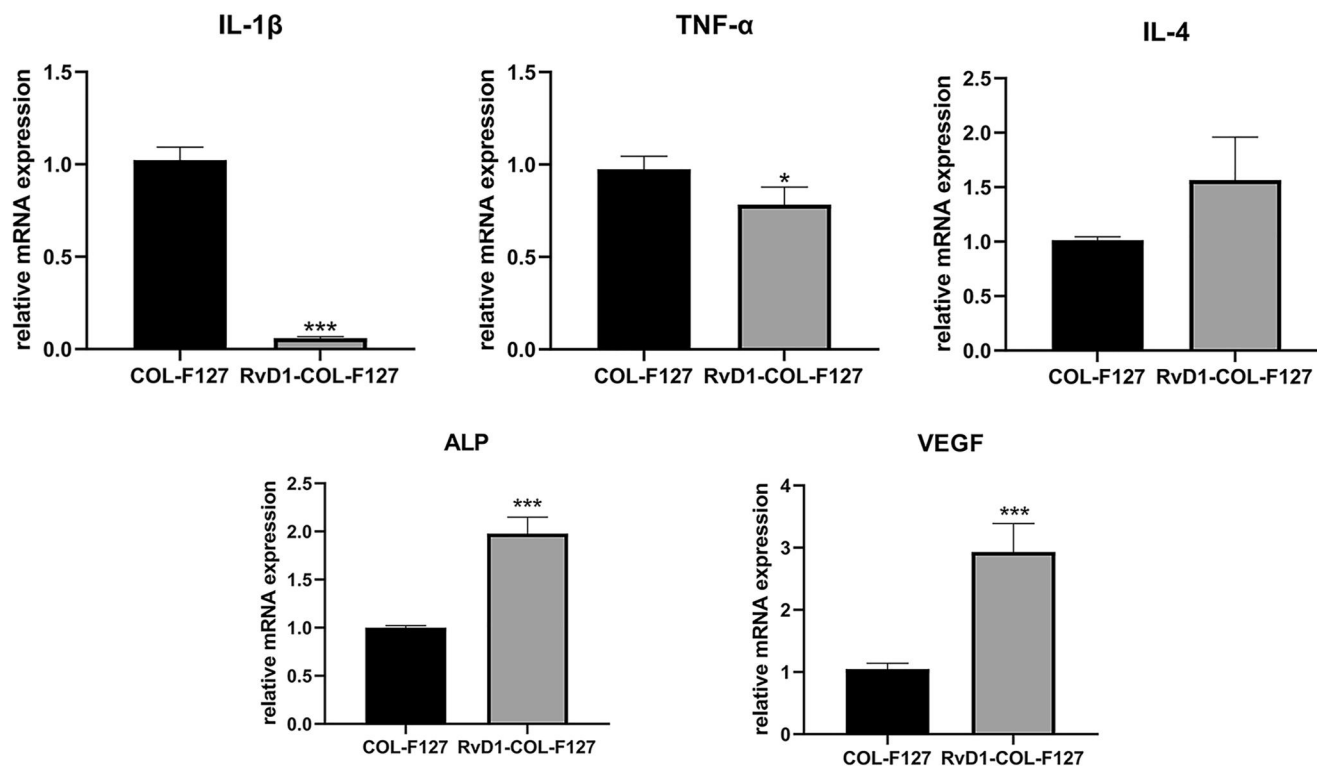 IL-1β
relative mRNA expression
1.5
1.0
0.5
0.0
***
COL-F127 RvD1-COL-F127
TNF-α
relative mRNA expression
1.5
1.0
0.5
0.0
*
COL-F127 RvD1-COL-F127
IL-4
relative mRNA expression
2.5
2.0
1.5
1.0
0.5
0.0
COL-F127 RvD1-COL-F127
ALP
relative mRNA expression
2.5
2.0
1.5
1.0
0.5
0.0
***
COL-F127 RvD1-COL-F127
VEGF
relative mRNA expression
4
3
2
1
0
***
COL-F127 RvD1-COL-F127